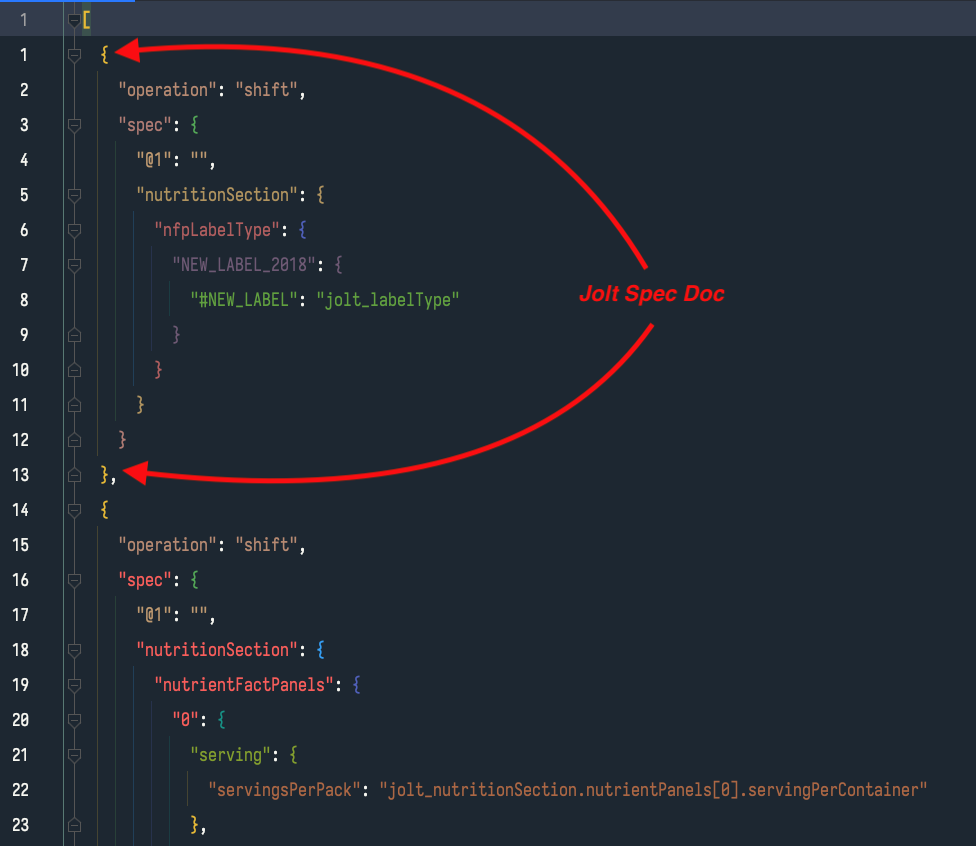 1 [
1 {
2 "operation": "shift",
3 "spec": {
4 "@1": "",
5 "nutritionSection": {
6 "nfpLabelType": {
7 "NEW_LABEL_2018": {
8 "#NEW_LABEL": "jolt_labelType"
Jolt Spec Doc
9 }
10 }
11 }
12 }
13 },
14 {
15 "operation": "shift",
16 "spec": {
17 "@1": "",
18 "nutritionSection": {
19 "nutrientFactPanels": {
20 "0": {
21 "serving": {
22 "servingsPerPack": "jolt_nutritionSection.nutrientPanels[0].servingPerContainer"
23 },